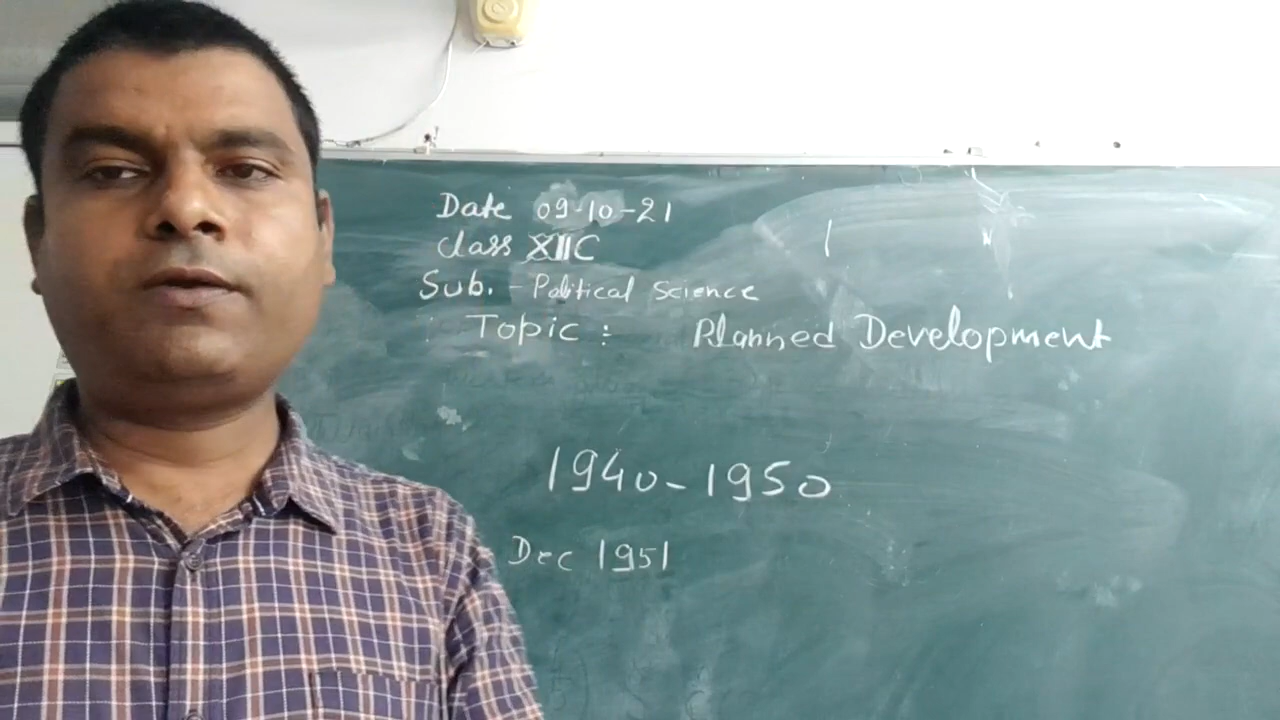 Date 09-10-21
Class XIIC
Sub. - Political Science
Topic : Planned Development
1940-1950
Dec 1951